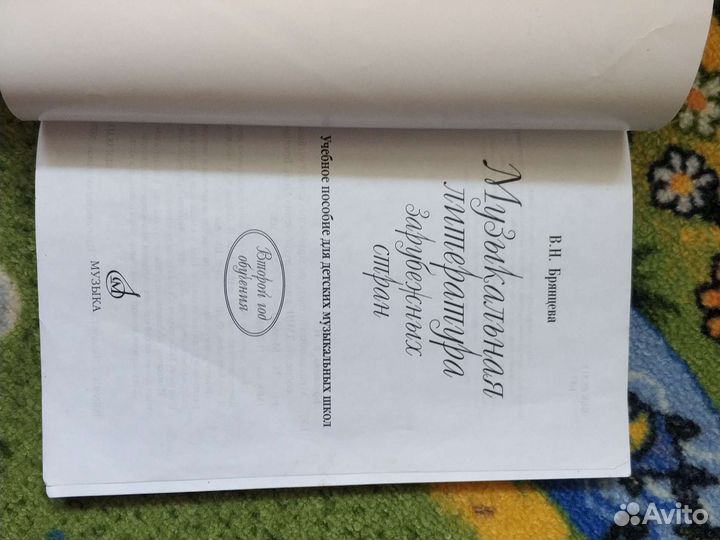 В.Н. Брянцева
Музыкальная
литература
зарубежных
стран
Учебное пособие для детских музыкальных школ
Второй год
обучения
М
МУЗЫКА
Avito